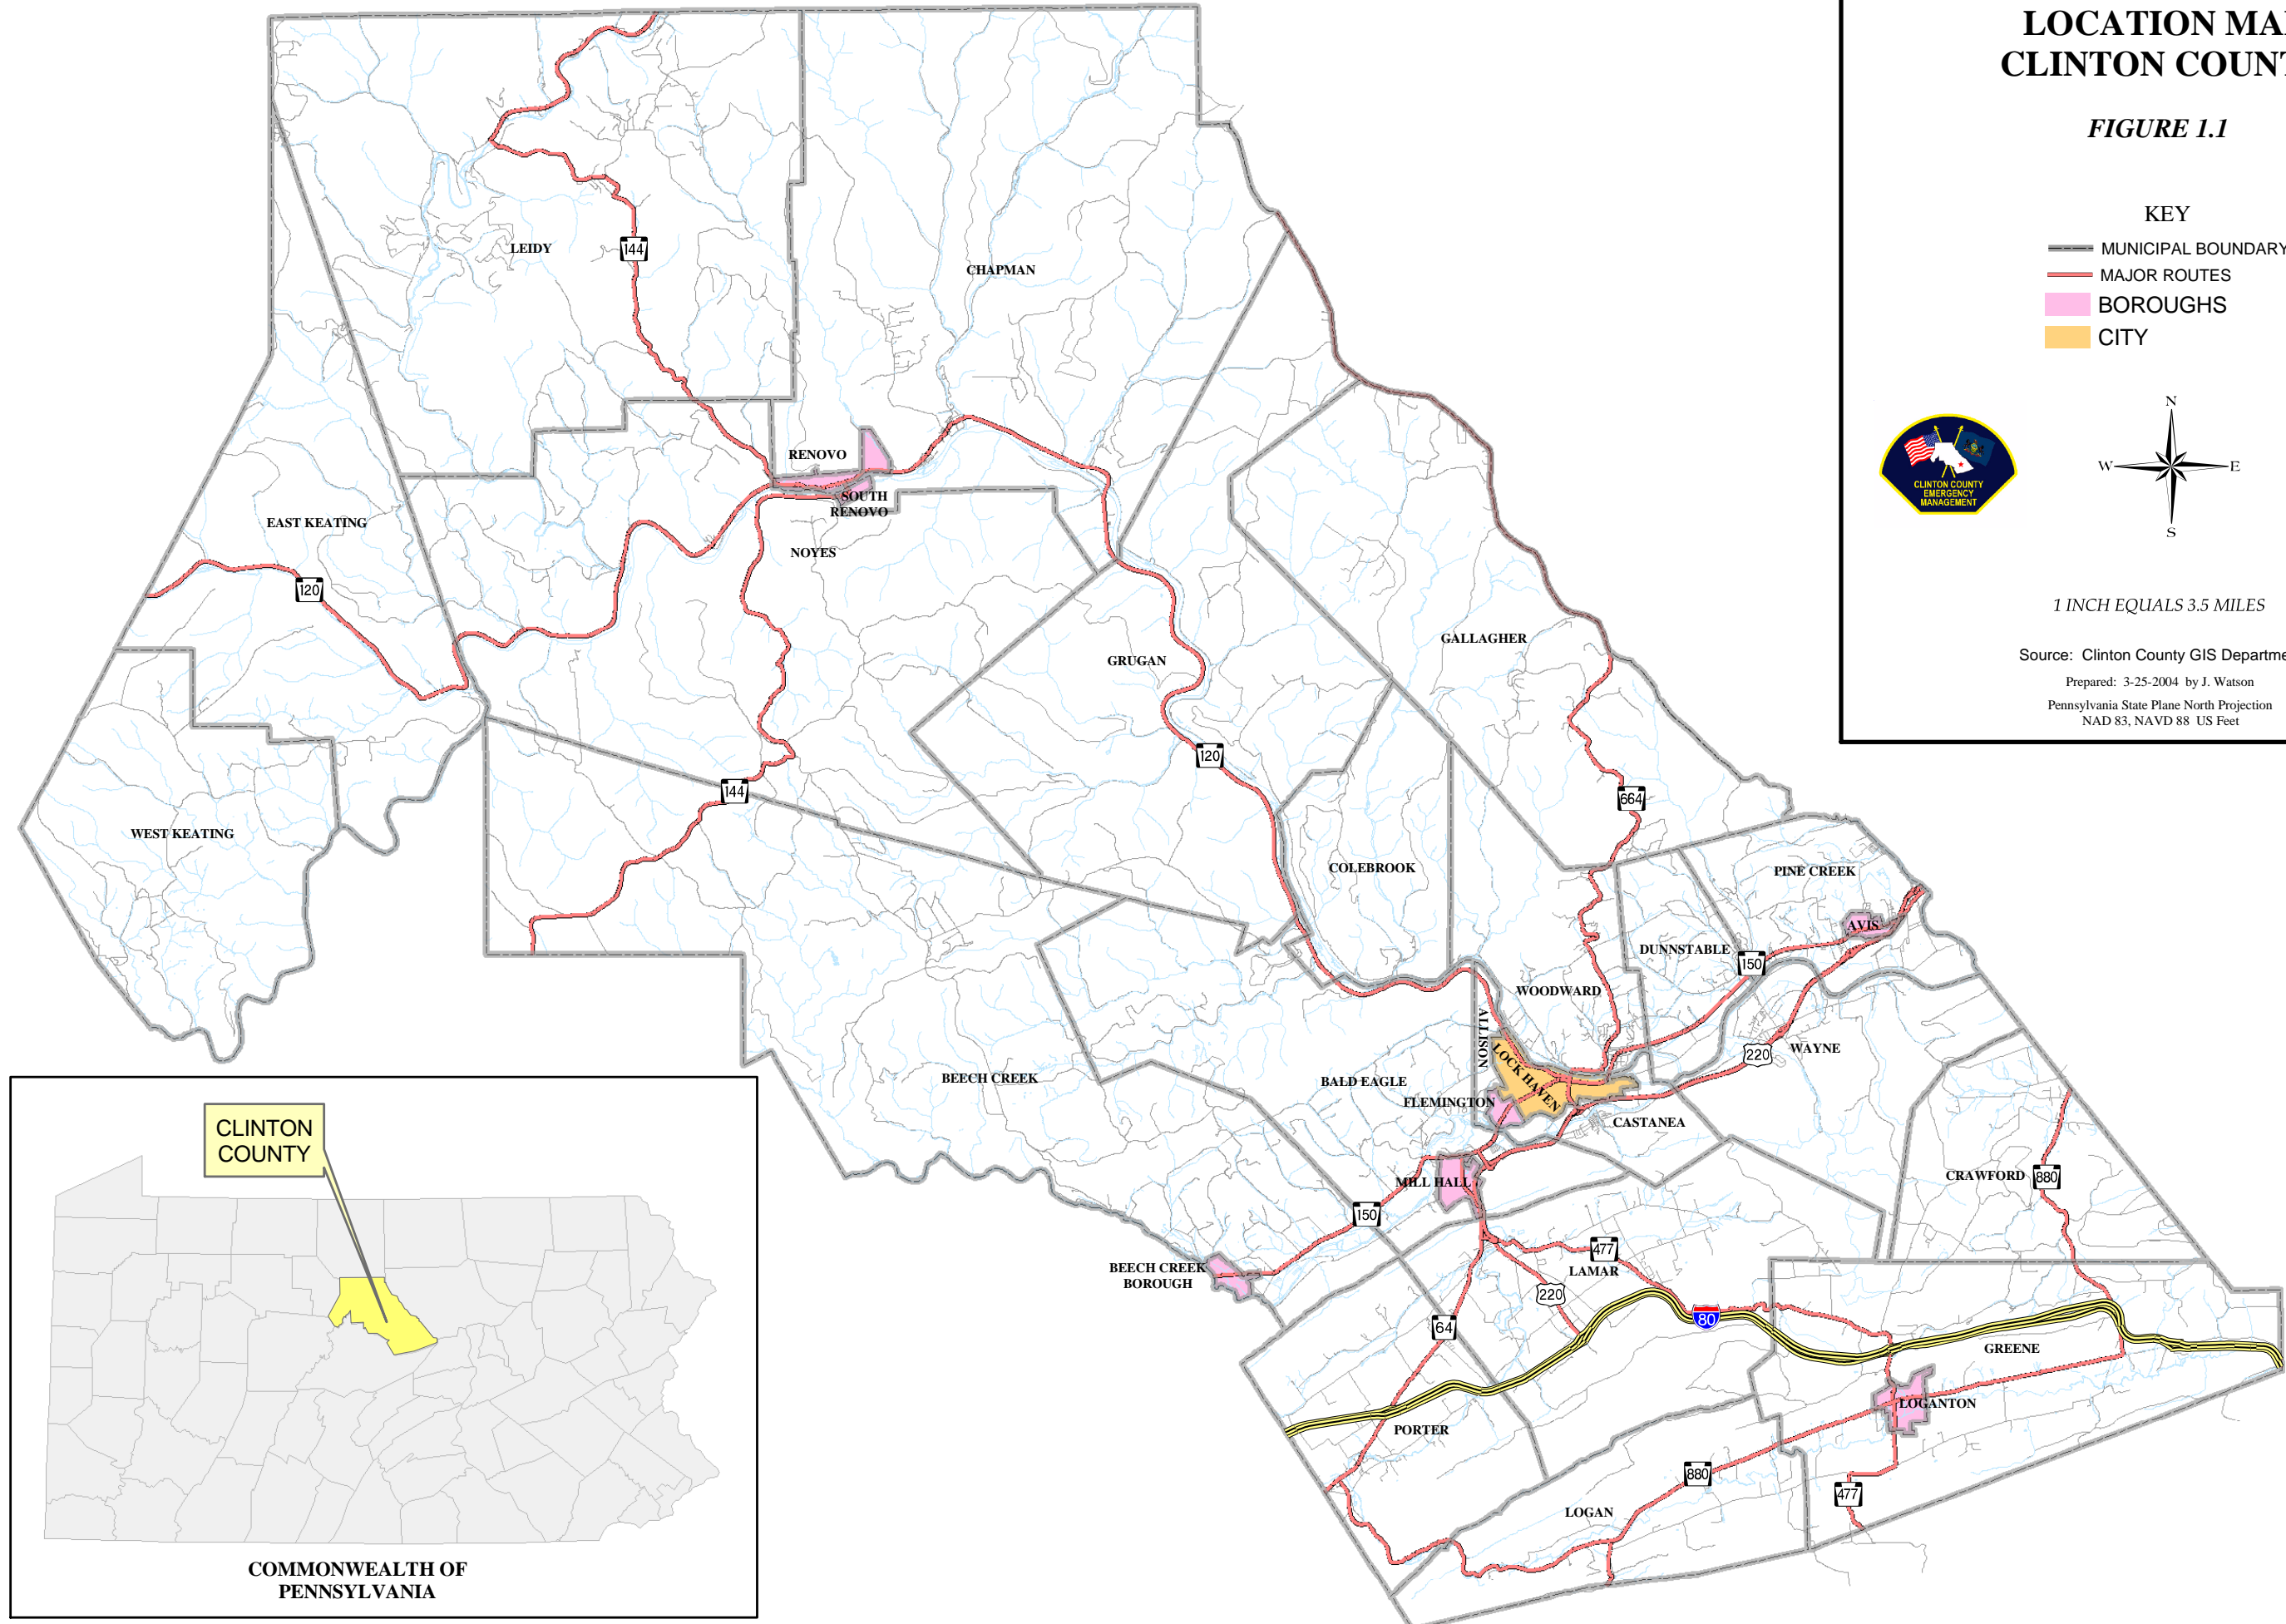 LOCATION MA
CLINTON COUNT
FIGURE 1.1
KEY
MUNICIPAL BOUNDARY
MAJOR ROUTES
BOROUGHS
CITY
CLINTON COUNTY
EMERGENCY
MANAGEMENT
N
W
E
S
1 INCH EQUALS 3.5 MILES
Source: Clinton County GIS Departme
Prepared: 3-25-2004 by J. Watson
Pennsylvania State Plane North Projection
NAD 83, NAVD 88 US Feet
LEIDY
144
CHAPMAN
RENOVO
SOUTH
RENOVO
EAST KEATING
NOYES
120
GALLAGHER
GRUGAN
120
144
664
WEST KEATING
COLEBROOK
PINE CREEK
AVIS
DUNNSTABLE
150
WOODWARD
ALLISON
LOCK HAVEN
220
WAYNE
BEECH CREEK
BALD EAGLE
FLEMINGTON
CASTANEA
MILL HALL
CRAWFORD
880
150
477
LAMAR
BEECH CREEK
BOROUGH
220
80
64
GREENE
LOGANTON
PORTER
880
477
LOGAN
CLINTON
COUNTY
COMMONWEALTH OF
PENNSYLVANIA